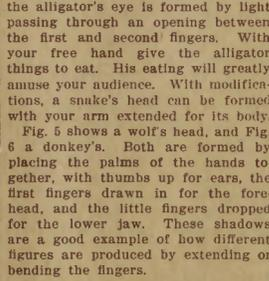 the alligator's eye is formed by light
passing through an opening between
the first and second fingers. With
your free hand give the alligator
things to eat. His eating will greatly
amuse your audience. With modifica-
tions, a snake's head can be formed
with your arm extended for its body.
Fig. 5 shows a wolf's head, and Fig.
6 a donkey's. Both are formed by
placing the palms of the hands to-
gether, with thumbs up for ears, the
first fingers drawn in for the fore-
head, and the little fingers dropped
for the lower jaw. These shadows
are a good example of how different
figures are produced by extending or
bending the fingers.